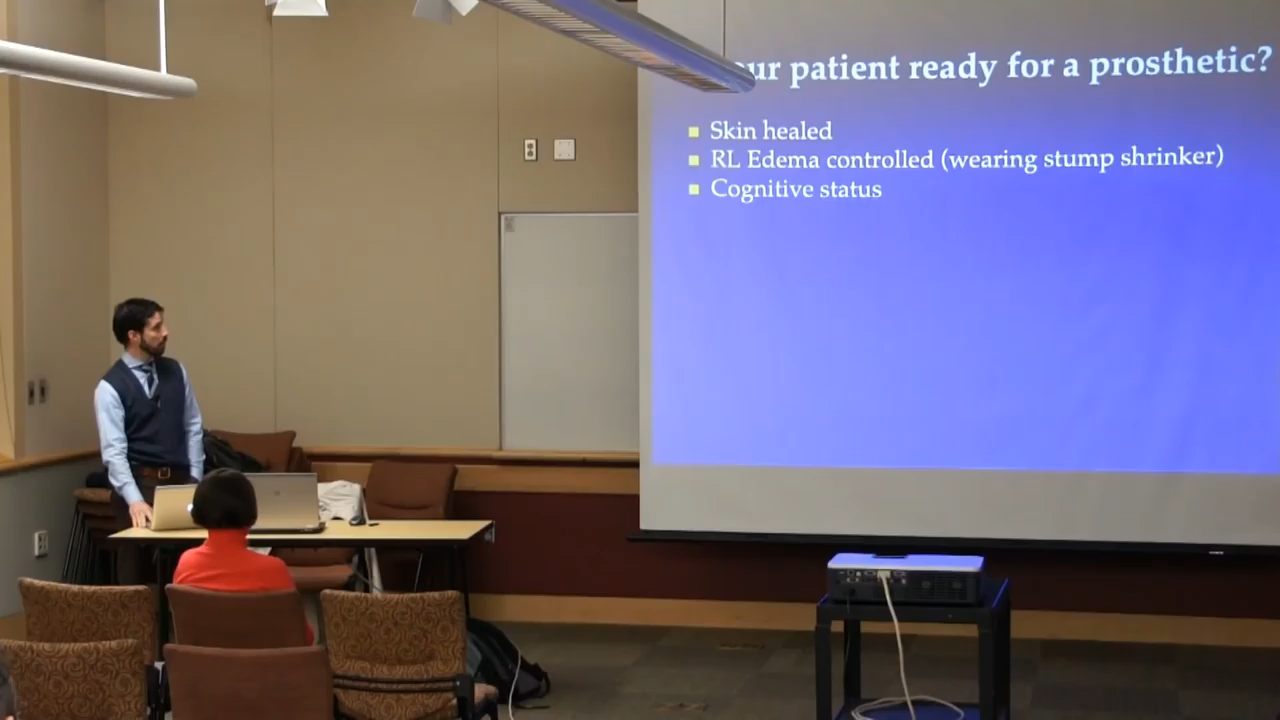 ur patient ready for a prosthetic?
Skin healed
RL Edema controlled (wearing stump shrinker)
Cognitive status